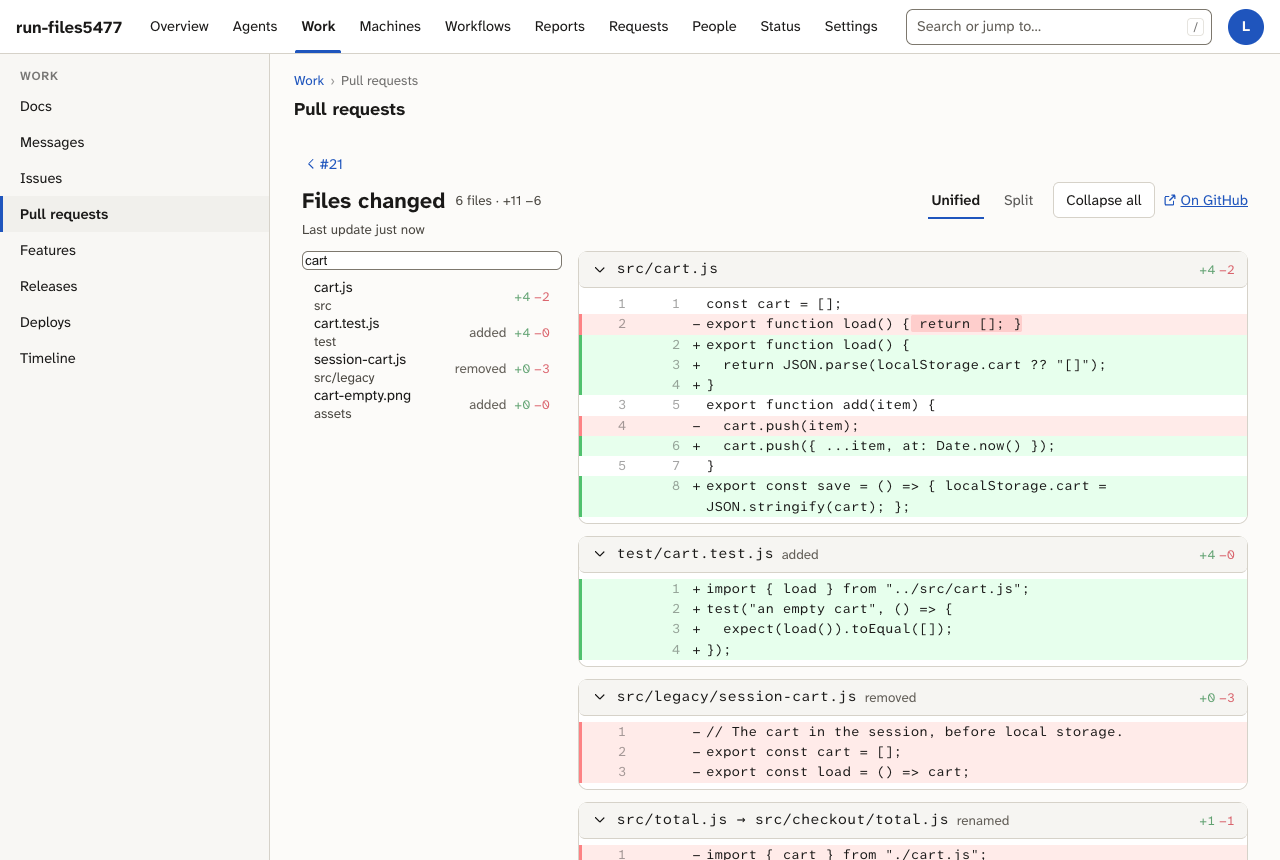 run-files5477 Overview Agents Work Machines Workflows Reports Requests People Status Settings Search or jump to… / L
WORK
Docs
Messages
Issues
Pull requests
Features
Releases
Deploys
Timeline
Work › Pull requests
Pull requests
#21
Files changed 6 files · +11 −6
Last update just now
Unified Split Collapse all On GitHub
cart
cart.js
src
+4 −2
cart.test.js
test
added +4 −0
session-cart.js
src/legacy
removed +0 −3
cart-empty.png
assets
added +0 −0
src/cart.js +4 −2
1 1 const cart = [];
2 − export function load() { return []; }
2 + export function load() {
3 + return JSON.parse(localStorage.cart ?? "[]");
4 + }
3 5 export function add(item) {
4 − cart.push(item);
6 + cart.push({ ...item, at: Date.now() });
5 7 }
8 + export const save = () => { localStorage.cart =
JSON.stringify(cart); };
test/cart.test.js added +4 −0
1 + import { load } from "../src/cart.js";
2 + test("an empty cart", () => {
3 + expect(load()).toEqual([]);
4 + });
src/legacy/session-cart.js removed +0 −3
1 − // The cart in the session, before local storage.
2 − export const cart = [];
3 − export const load = () => cart;
src/total.js → src/checkout/total.js renamed +1 −1
1 − import { cart } from "./cart.js";